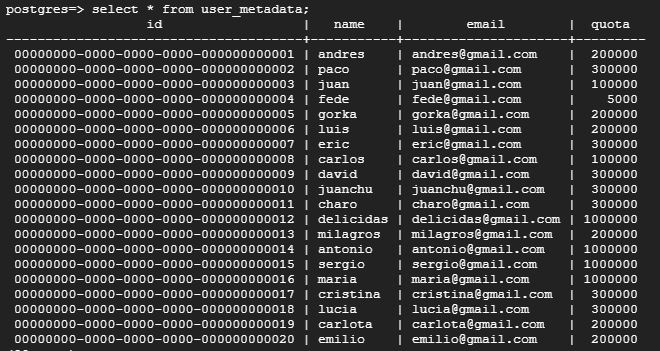 postgres=> select * from user_metadata;
                  id                  |   name    |        email        |  quota
--------------------------------------+-----------+---------------------+---------
 00000000-0000-0000-0000-000000000001 | andres    | andres@gmail.com    |  200000
 00000000-0000-0000-0000-000000000002 | paco      | paco@gmail.com      |  300000
 00000000-0000-0000-0000-000000000003 | juan      | juan@gmail.com      |  100000
 00000000-0000-0000-0000-000000000004 | fede      | fede@gmail.com      |    5000
 00000000-0000-0000-0000-000000000005 | gorka     | gorka@gmail.com     |  200000
 00000000-0000-0000-0000-000000000006 | luis      | luis@gmail.com      |  200000
 00000000-0000-0000-0000-000000000007 | eric      | eric@gmail.com      |  300000
 00000000-0000-0000-0000-000000000008 | carlos    | carlos@gmail.com    |  100000
 00000000-0000-0000-0000-000000000009 | david     | david@gmail.com     |  300000
 00000000-0000-0000-0000-000000000010 | juanchu   | juanchu@gmail.com   |  300000
 00000000-0000-0000-0000-000000000011 | charo     | charo@gmail.com     |  300000
 00000000-0000-0000-0000-000000000012 | delicidas | delicidas@gmail.com | 1000000
 00000000-0000-0000-0000-000000000013 | milagros  | milagros@gmail.com  |  200000
 00000000-0000-0000-0000-000000000014 | antonio   | antonio@gmail.com   | 1000000
 00000000-0000-0000-0000-000000000015 | sergio    | sergio@gmail.com    | 1000000
 00000000-0000-0000-0000-000000000016 | maria     | maria@gmail.com     | 1000000
 00000000-0000-0000-0000-000000000017 | cristina  | cristina@gmail.com  |  300000
 00000000-0000-0000-0000-000000000018 | lucia     | lucia@gmail.com     |  300000
 00000000-0000-0000-0000-000000000019 | carlota   | carlota@gmail.com   |  200000
 00000000-0000-0000-0000-000000000020 | emilio    | emilio@gmail.com    |  200000